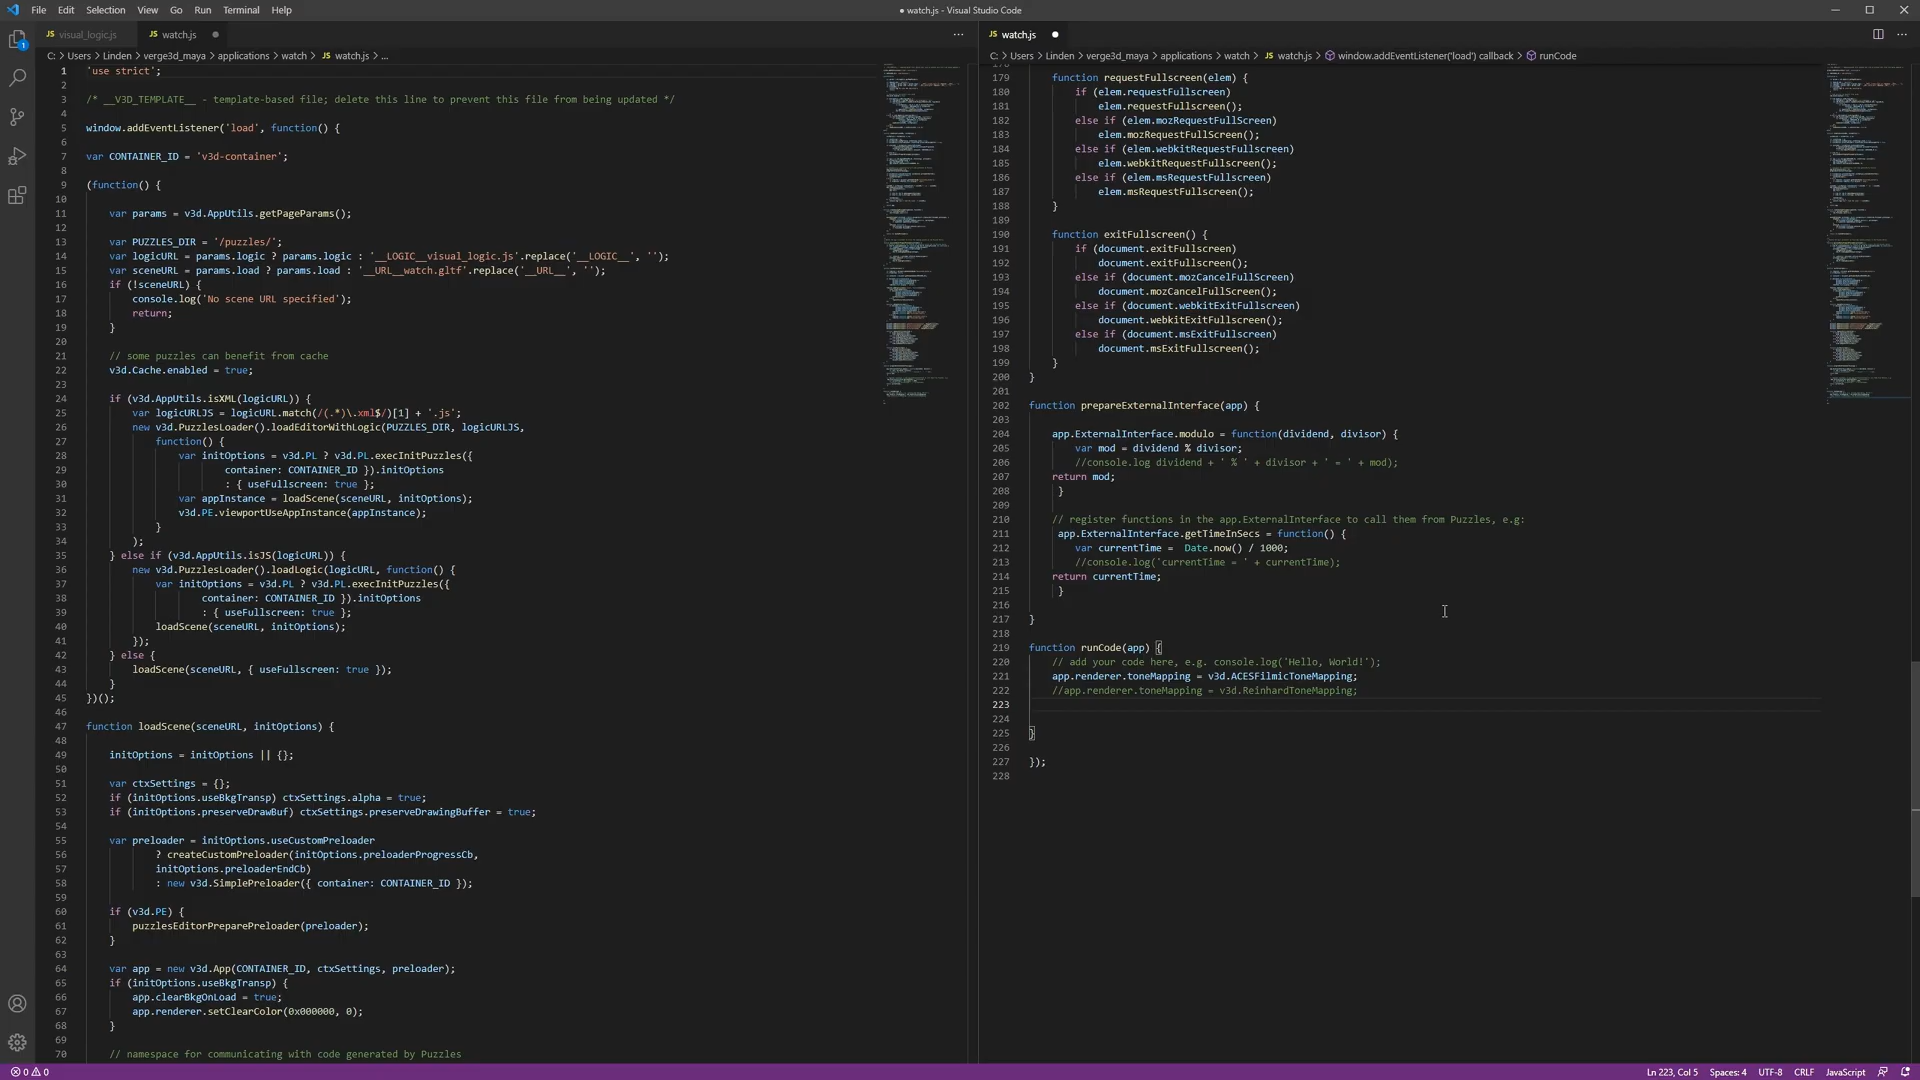 File Edit Selection View Go Run Terminal Help
● watch.js - Visual Studio Code
JS visual_logic.js
JS watch.js ●
C: > Users > Linden > verge3d_maya > applications > watch > JS watch.js > ...
1 'use strict';
2
3 /* __V3D_TEMPLATE__ - template-based file; delete this line to prevent this file from being updated */
4
5 window.addEventListener('load', function() {
6
7 var CONTAINER_ID = 'v3d-container';
8
9 (function() {
10
11     var params = v3d.AppUtils.getPageParams();
12
13     var PUZZLES_DIR = '/puzzles/';
14     var logicURL = params.logic ? params.logic : '__LOGIC__visual_logic.js'.replace('__LOGIC__', '');
15     var sceneURL = params.load ? params.load : '__URL__watch.gltf'.replace('__URL__', '');
16     if (!sceneURL) {
17         console.log('No scene URL specified');
18         return;
19     }
20
21     // some puzzles can benefit from cache
22     v3d.Cache.enabled = true;
23
24     if (v3d.AppUtils.isXML(logicURL)) {
25         var logicURLJS = logicURL.match(/(.*)\.xml$/)[1] + '.js';
26         new v3d.PuzzlesLoader().loadEditorWithLogic(PUZZLES_DIR, logicURLJS,
27             function() {
28                 var initOptions = v3d.PL ? v3d.PL.execInitPuzzles({
29                         container: CONTAINER_ID }).initOptions
30                         : { useFullscreen: true };
31                 var appInstance = loadScene(sceneURL, initOptions);
32                 v3d.PE.viewportUseAppInstance(appInstance);
33             }
34         );
35     } else if (v3d.AppUtils.isJS(logicURL)) {
36         new v3d.PuzzlesLoader().loadLogic(logicURL, function() {
37             var initOptions = v3d.PL ? v3d.PL.execInitPuzzles({
38                     container: CONTAINER_ID }).initOptions
39                     : { useFullscreen: true };
40             loadScene(sceneURL, initOptions);
41         });
42     } else {
43         loadScene(sceneURL, { useFullscreen: true });
44     }
45 })();
46
47 function loadScene(sceneURL, initOptions) {
48
49     initOptions = initOptions || {};
50
51     var ctxSettings = {};
52     if (initOptions.useBkgTransp) ctxSettings.alpha = true;
53     if (initOptions.preserveDrawBuf) ctxSettings.preserveDrawingBuffer = true;
54
55     var preloader = initOptions.useCustomPreloader
56             ? createCustomPreloader(initOptions.preloaderProgressCb,
57             initOptions.preloaderEndCb)
58             : new v3d.SimplePreloader({ container: CONTAINER_ID });
59
60     if (v3d.PE) {
61         puzzlesEditorPreparePreloader(preloader);
62     }
63
64     var app = new v3d.App(CONTAINER_ID, ctxSettings, preloader);
65     if (initOptions.useBkgTransp) {
66         app.clearBkgOnLoad = true;
67         app.renderer.setClearColor(0x000000, 0);
68     }
69
70     // namespace for communicating with code generated by Puzzles
JS watch.js ●
C: > Users > Linden > verge3d_maya > applications > watch > JS watch.js > window.addEventListener('load') callback > runCode
179     function requestFullscreen(elem) {
180         if (elem.requestFullscreen)
181             elem.requestFullscreen();
182         else if (elem.mozRequestFullScreen)
183             elem.mozRequestFullScreen();
184         else if (elem.webkitRequestFullscreen)
185             elem.webkitRequestFullscreen();
186         else if (elem.msRequestFullscreen)
187             elem.msRequestFullscreen();
188     }
189
190     function exitFullscreen() {
191         if (document.exitFullscreen)
192             document.exitFullscreen();
193         else if (document.mozCancelFullScreen)
194             document.mozCancelFullScreen();
195         else if (document.webkitExitFullscreen)
196             document.webkitExitFullscreen();
197         else if (document.msExitFullscreen)
198             document.msExitFullscreen();
199     }
200 }
201
202 function prepareExternalInterface(app) {
203
204     app.ExternalInterface.modulo = function(dividend, divisor) {
205         var mod = dividend % divisor;
206         //console.log dividend + ' % ' + divisor + ' = ' + mod);
207     return mod;
208      }
209
210     // register functions in the app.ExternalInterface to call them from Puzzles, e.g:
211      app.ExternalInterface.getTimeInSecs = function() {
212         var currentTime =  Date.now() / 1000;
213         //console.log('currentTime = ' + currentTime);
214     return currentTime;
215      }
216
217 }
218
219 function runCode(app) {
220     // add your code here, e.g. console.log('Hello, World!');
221     app.renderer.toneMapping = v3d.ACESFilmicToneMapping;
222     //app.renderer.toneMapping = v3d.ReinhardToneMapping;
223
224
225 }
226
227 });
228
1
0 0
Ln 223, Col 5 Spaces: 4 UTF-8 CRLF JavaScript